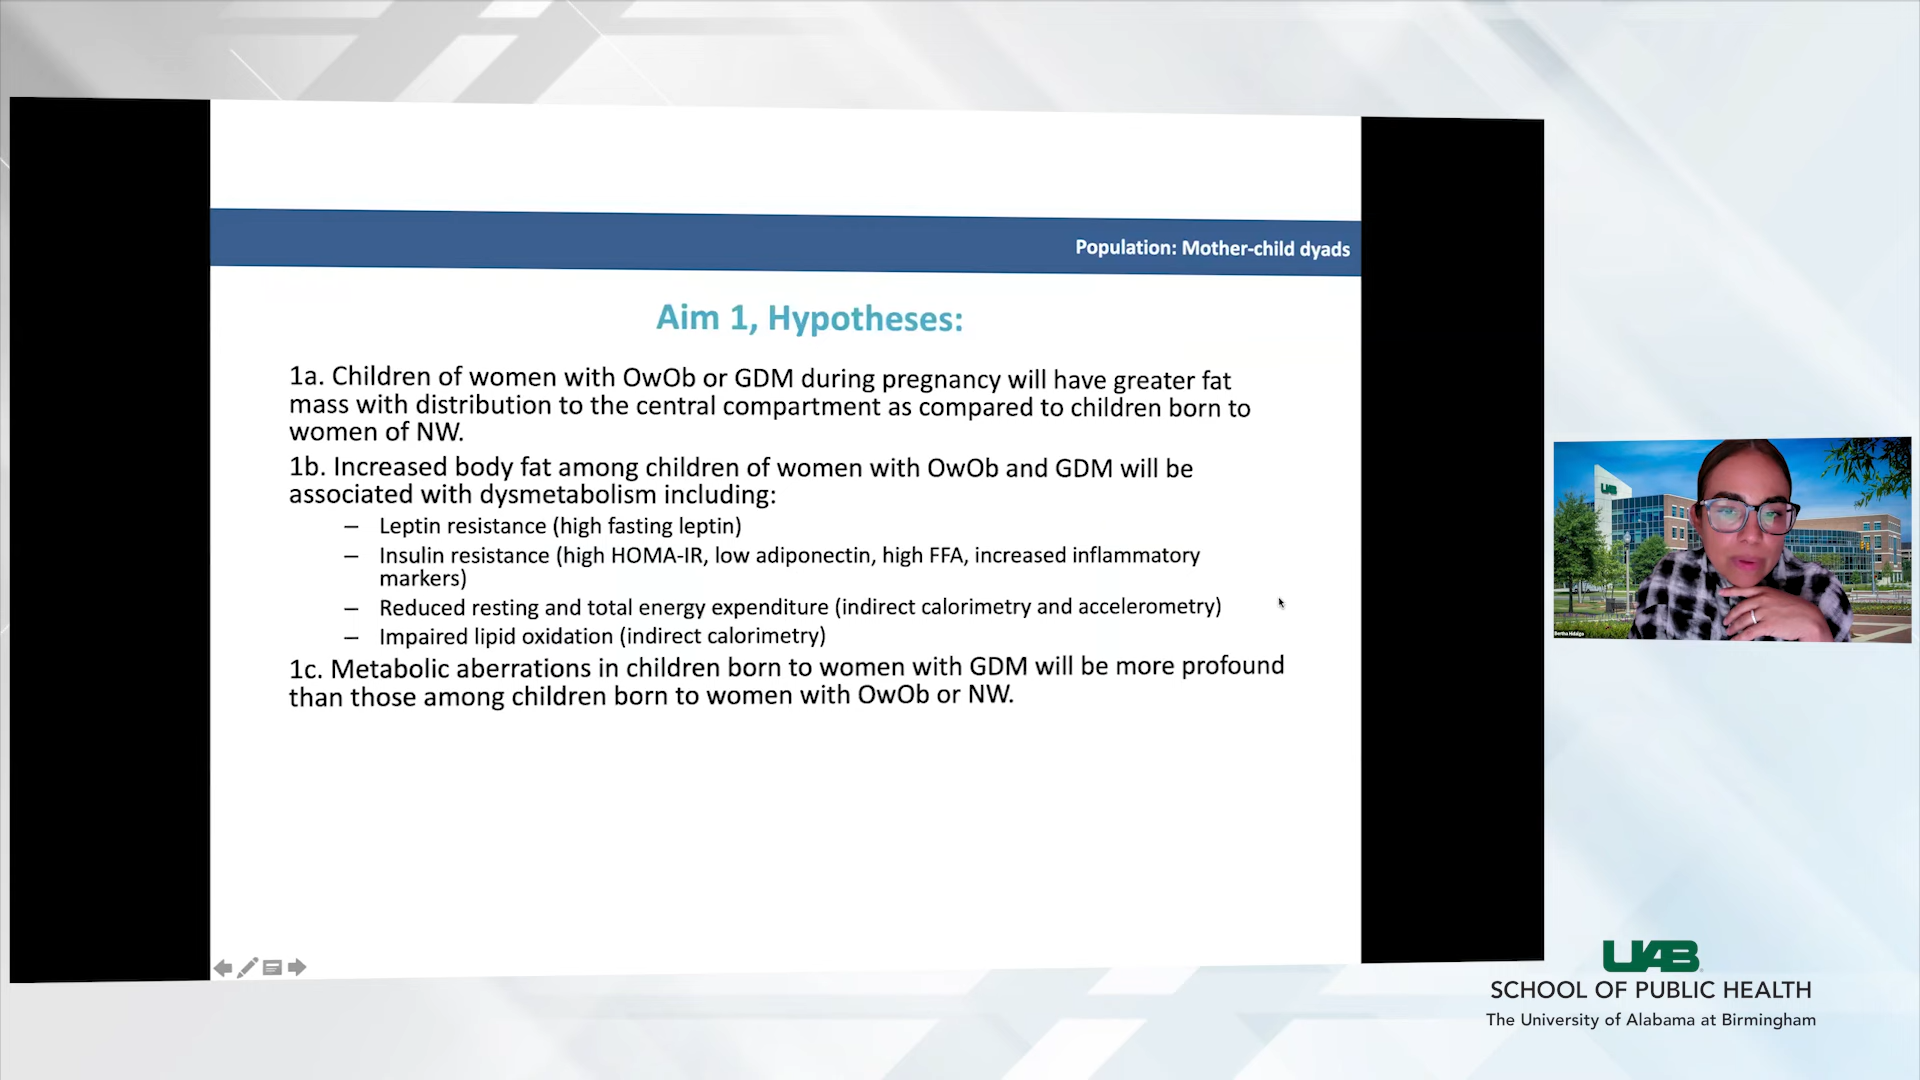 Population: Mother-child dyads
Aim 1, Hypotheses:
1a. Children of women with OwOb or GDM during pregnancy will have greater fat
mass with distribution to the central compartment as compared to children born to
women of NW.
1b. Increased body fat among children of women with OwOb and GDM will be
associated with dysmetabolism including:
– Leptin resistance (high fasting leptin)
– Insulin resistance (high HOMA-IR, low adiponectin, high FFA, increased inflammatory
markers)
– Reduced resting and total energy expenditure (indirect calorimetry and accelerometry)
– Impaired lipid oxidation (indirect calorimetry)
1c. Metabolic aberrations in children born to women with GDM will be more profound
than those among children born to women with OwOb or NW.
UAB
Bertha Hidalgo
UAB
SCHOOL OF PUBLIC HEALTH
The University of Alabama at Birmingham